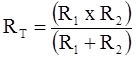 R_T = (R_1 x R_2) / (R_1 + R_2)